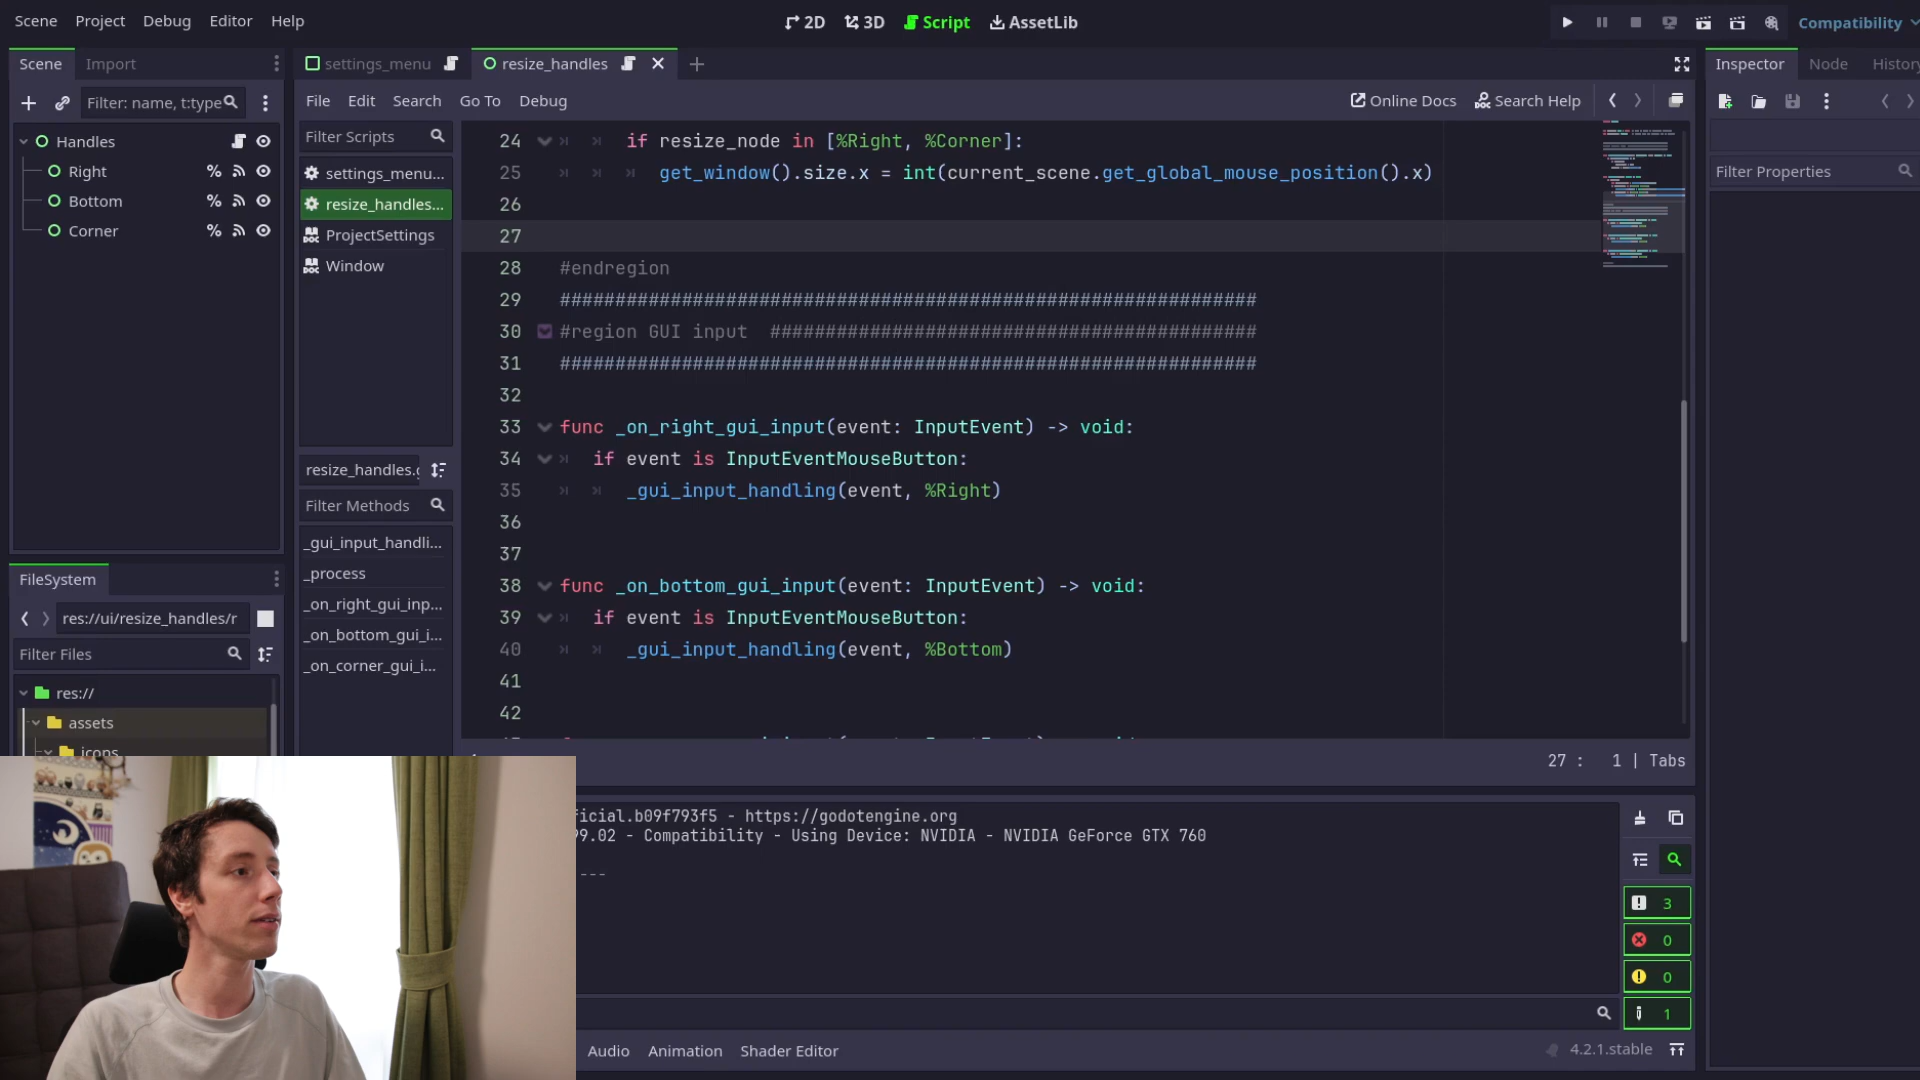 Scene Project Debug Editor Help
2D 3D Script AssetLib
Compatibility
Scene Import
Filter: name, t:type
Handles
Right
Bottom
Corner
FileSystem
res://ui/resize_handles/r
Filter Files
res://
assets
icons
settings_menu resize_handles
File Edit Search Go To Debug
Online Docs Search Help
Filter Scripts
settings_menu...
resize_handles...
ProjectSettings
Window
resize_handles.g
Filter Methods
_gui_input_handli...
_process
_on_right_gui_inp...
_on_bottom_gui_i...
_on_corner_gui_i...
24 if resize_node in [%Right, %Corner]:
25 get_window().size.x = int(current_scene.get_global_mouse_position().x)
26
27
28 #endregion
29 ###############################################################
30 #region GUI input ############################################
31 ###############################################################
32
33 func _on_right_gui_input(event: InputEvent) -> void:
34 if event is InputEventMouseButton:
35 _gui_input_handling(event, %Right)
36
37
38 func _on_bottom_gui_input(event: InputEvent) -> void:
39 if event is InputEventMouseButton:
40 _gui_input_handling(event, %Bottom)
41
42
27 : 1 | Tabs
ficial.b09f793f5 - https://godotengine.org
99.02 - Compatibility - Using Device: NVIDIA - NVIDIA GeForce GTX 760
---
3
0
0
1
Audio Animation Shader Editor
4.2.1.stable
Inspector Node History
Filter Properties